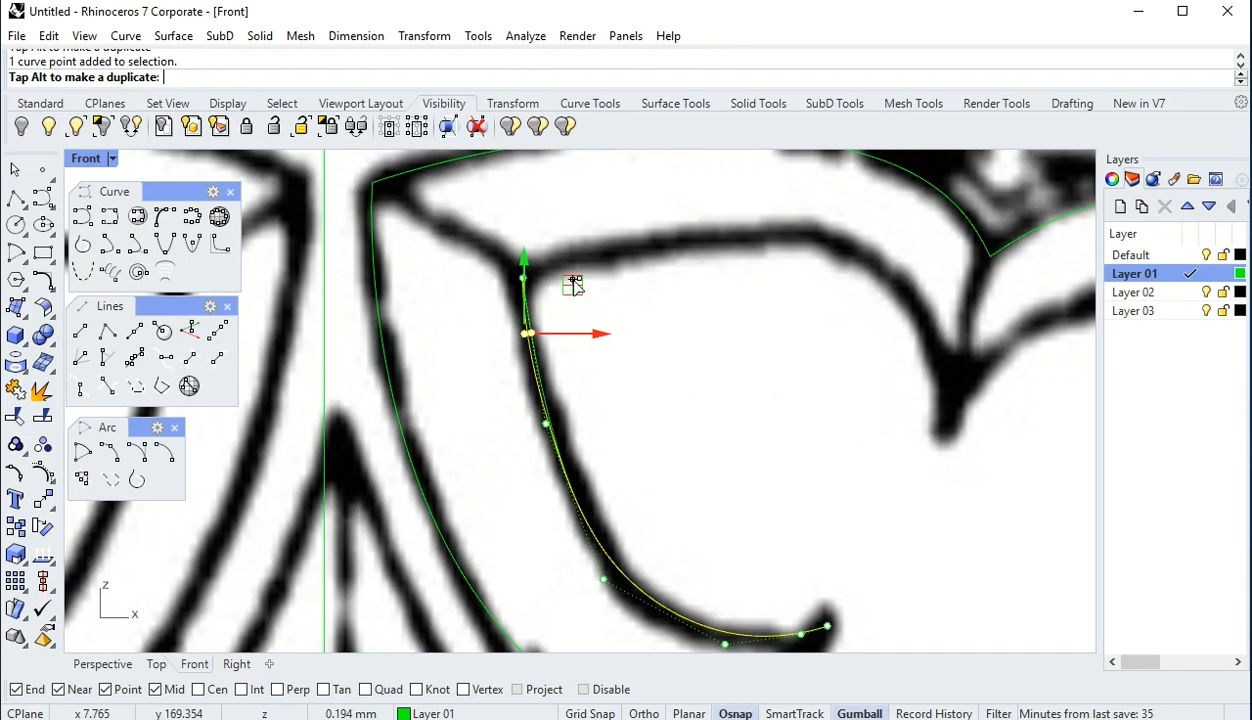 Untitled - Rhinoceros 7 Corporate - [Front]
File Edit View Curve Surface SubD Solid Mesh Dimension Transform Tools Analyze Render Panels Help
Tap Alt to make a duplicate
1 curve point added to selection.
Tap Alt to make a duplicate:
Standard CPlanes Set View Display Select Viewport Layout Visibility Transform Curve Tools Surface Tools Solid Tools SubD Tools Mesh Tools Render Tools Drafting New in V7
Front
Layers
Curve
Layer
Default
Layer 01
Layer 02
Layer 03
Lines
Arc
z
x
Perspective Top Front Right
End Near Point Mid Cen Int Perp Tan Quad Knot Vertex Project Disable
CPlane x 7.765 y 169.354 z 0.194 mm Layer 01 Grid Snap Ortho Planar Osnap SmartTrack Gumball Record History Filter Minutes from last save: 35